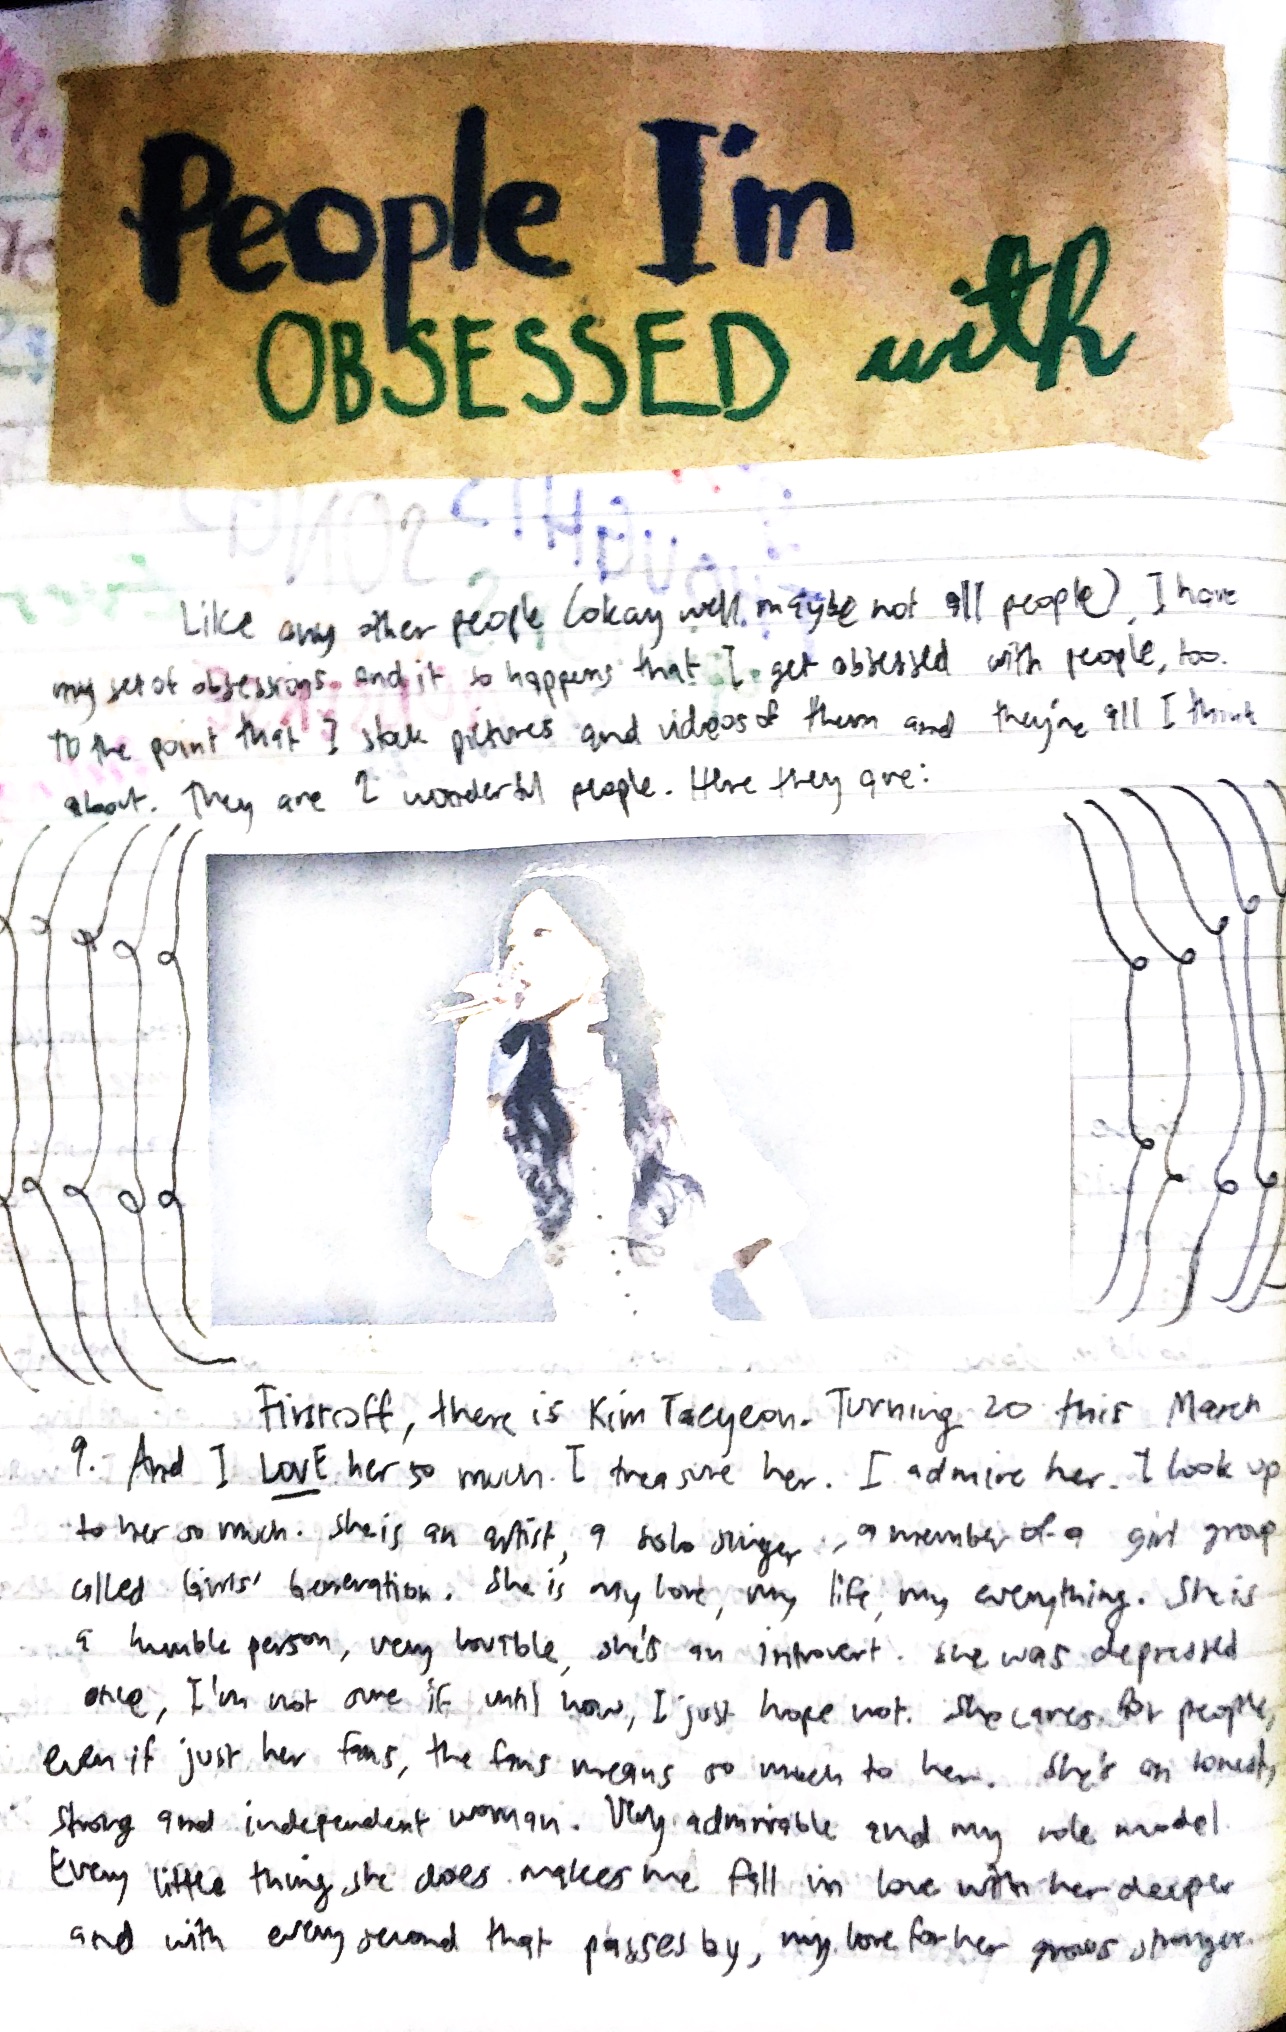 People I'm
OBSESSED with
Like any other people (okay well maybe not all people), I have
my set of obsessions and it so happens that I get obsessed with people, too.
To the point that I stalk pictures and videos of them and they're all I think
about. They are 2 wonderful people. Here they are:
First off, there is Kim Taeyeon. Turning 20 this March
9. And I LOVE her so much. I treasure her. I admire her. I look up
to her so much. She is an artist, a solo singer, a member of a girl group
called Girls' Generation. She is my love, my life, my everything. She is
a humble person, very lovible, she's an introvert. She was depressed
once, I'm not sure if until now, I just hope not. She cares for people,
even if just her fans, the fans means so much to her. She's an honest,
strong and independent woman. Very admirable and my role model.
Every little thing she does makes me fall in love with her deeper
and with every second that passes by, my love for her grows stronger.